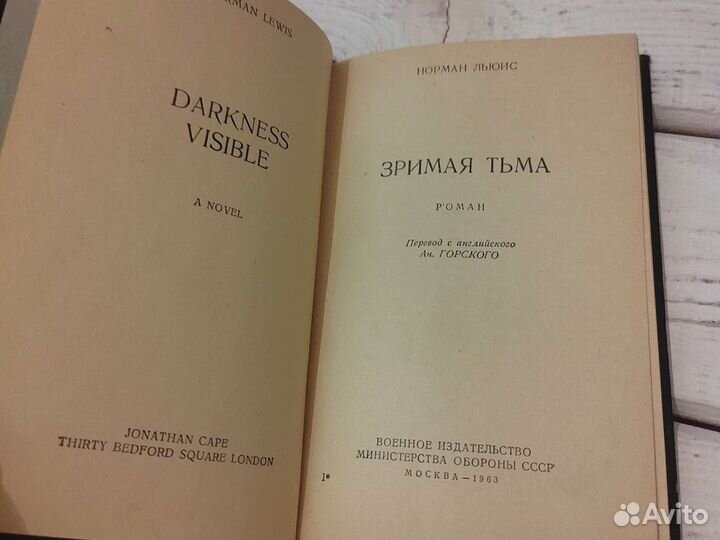 LEWIS
DARKNESS
VISIBLE
A NOVEL
JONATHAN CAPE
THIRTY BEDFORD SQUARE LONDON
НОРМАН ЛЬЮИС
ЗРИМАЯ ТЬМА
РОМАН
Перевод с английского
Ан. ГОРСКОГО
ВОЕННОЕ ИЗДАТЕЛЬСТВО
МИНИСТЕРСТВА ОБОРОНЫ СССР
МОСКВА—1963
1*
Avito